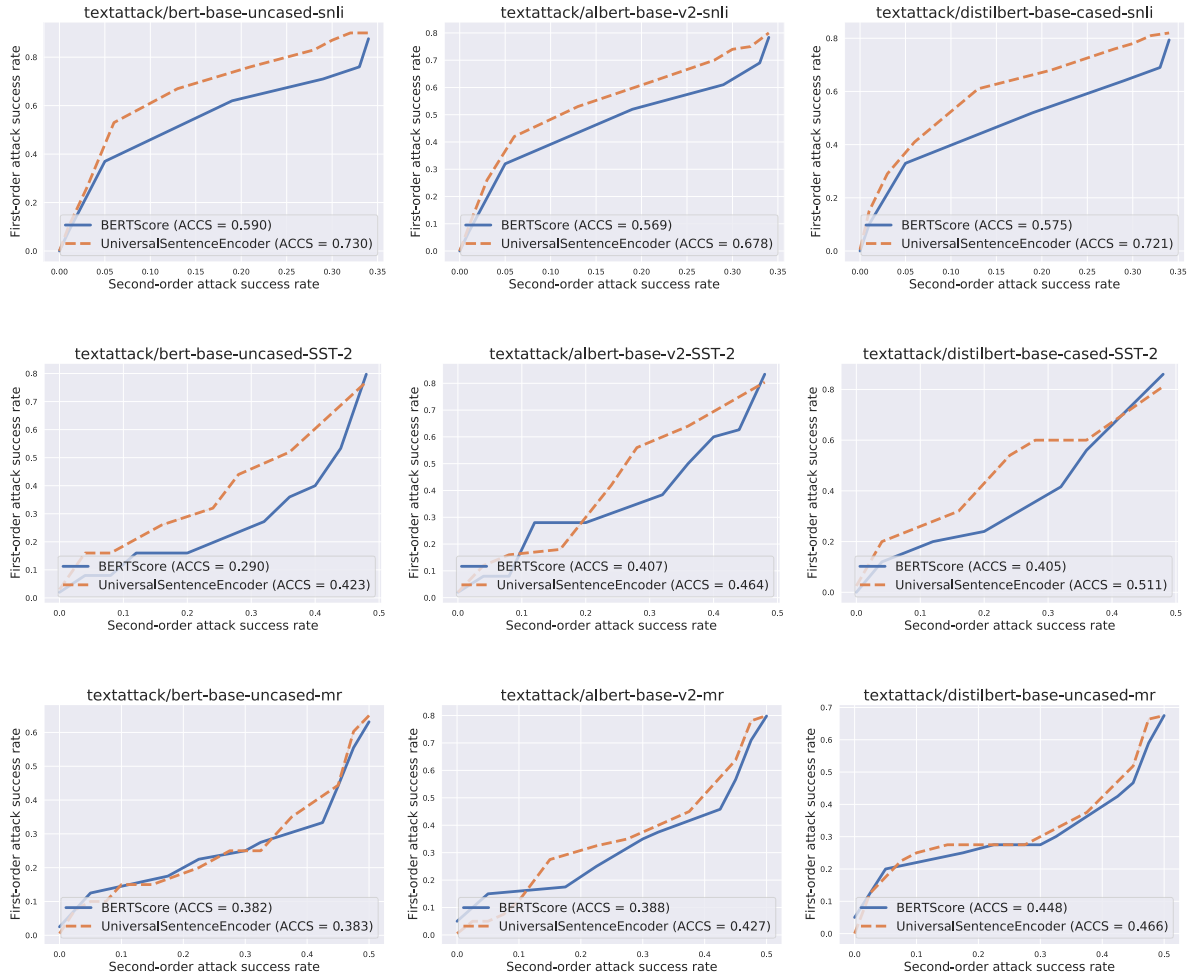 textattack/bert-base-uncased-snli
First-order attack success rate
0.8
0.6
0.4
0.2
0.0
BERTScore (ACCS = 0.590)
UniversalSentenceEncoder (ACCS = 0.730)
0.00 0.05 0.10 0.15 0.20 0.25 0.30 0.35
Second-order attack success rate
textattack/albert-base-v2-snli
First-order attack success rate
0.8
0.7
0.6
0.5
0.4
0.3
0.2
0.1
0.0
BERTScore (ACCS = 0.569)
UniversalSentenceEncoder (ACCS = 0.678)
0.00 0.05 0.10 0.15 0.20 0.25 0.30 0.35
Second-order attack success rate
textattack/distilbert-base-cased-snli
First-order attack success rate
0.8
0.6
0.4
0.2
0.0
BERTScore (ACCS = 0.575)
UniversalSentenceEncoder (ACCS = 0.721)
0.00 0.05 0.10 0.15 0.20 0.25 0.30 0.35
Second-order attack success rate
textattack/bert-base-uncased-SST-2
First-order attack success rate
0.8
0.7
0.6
0.5
0.4
0.3
0.2
0.1
0.0
BERTScore (ACCS = 0.290)
UniversalSentenceEncoder (ACCS = 0.423)
0.0 0.1 0.2 0.3 0.4 0.5
Second-order attack success rate
textattack/albert-base-v2-SST-2
First-order attack success rate
0.8
0.7
0.6
0.5
0.4
0.3
0.2
0.1
0.0
BERTScore (ACCS = 0.407)
UniversalSentenceEncoder (ACCS = 0.464)
0.0 0.1 0.2 0.3 0.4 0.5
Second-order attack success rate
textattack/distilbert-base-cased-SST-2
First-order attack success rate
0.8
0.6
0.4
0.2
0.0
BERTScore (ACCS = 0.405)
UniversalSentenceEncoder (ACCS = 0.511)
0.0 0.1 0.2 0.3 0.4 0.5
Second-order attack success rate
textattack/bert-base-uncased-mr
First-order attack success rate
0.6
0.5
0.4
0.3
0.2
0.1
0.0
BERTScore (ACCS = 0.382)
UniversalSentenceEncoder (ACCS = 0.383)
0.0 0.1 0.2 0.3 0.4 0.5
Second-order attack success rate
textattack/albert-base-v2-mr
First-order attack success rate
0.8
0.7
0.6
0.5
0.4
0.3
0.2
0.1
0.0
BERTScore (ACCS = 0.388)
UniversalSentenceEncoder (ACCS = 0.427)
0.0 0.1 0.2 0.3 0.4 0.5
Second-order attack success rate
textattack/distilbert-base-uncased-mr
First-order attack success rate
0.7
0.6
0.5
0.4
0.3
0.2
0.1
0.0
BERTScore (ACCS = 0.448)
UniversalSentenceEncoder (ACCS = 0.466)
0.0 0.1 0.2 0.3 0.4 0.5
Second-order attack success rate